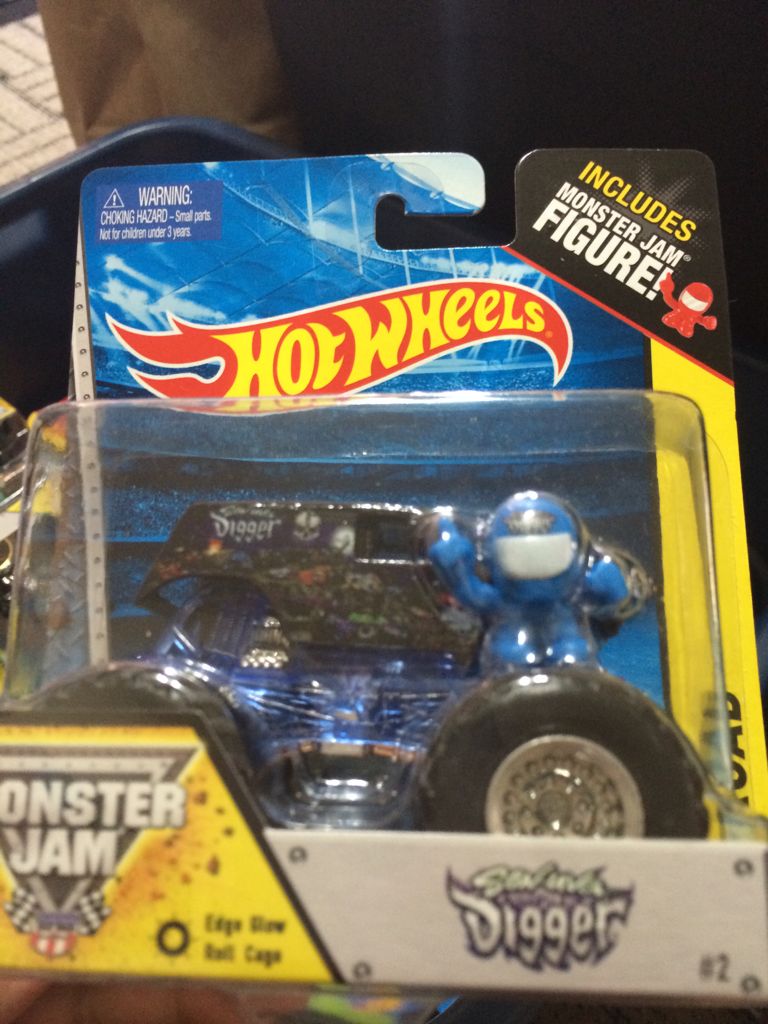 WARNING:
CHOKING HAZARD – Small parts.
Not for children under 3 years.
INCLUDES
MONSTER JAM®
FIGURE!
HOT WHEELS
Digger
ONSTER
JAM
Edge Glow
Roll Cage
Digger
#2